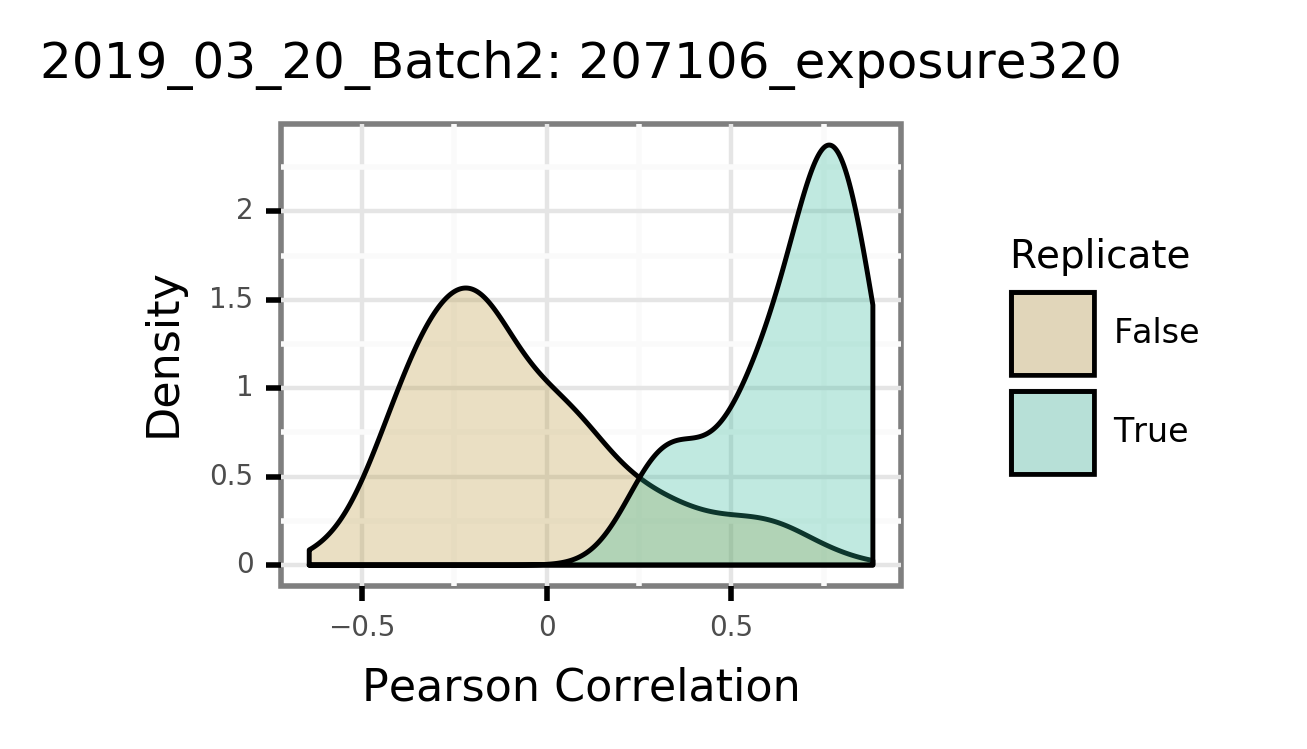 2019_03_20_Batch2: 207106_exposure320
Density
2
1.5
1
0.5
0
−0.5 0 0.5
Pearson Correlation
Replicate
False
True